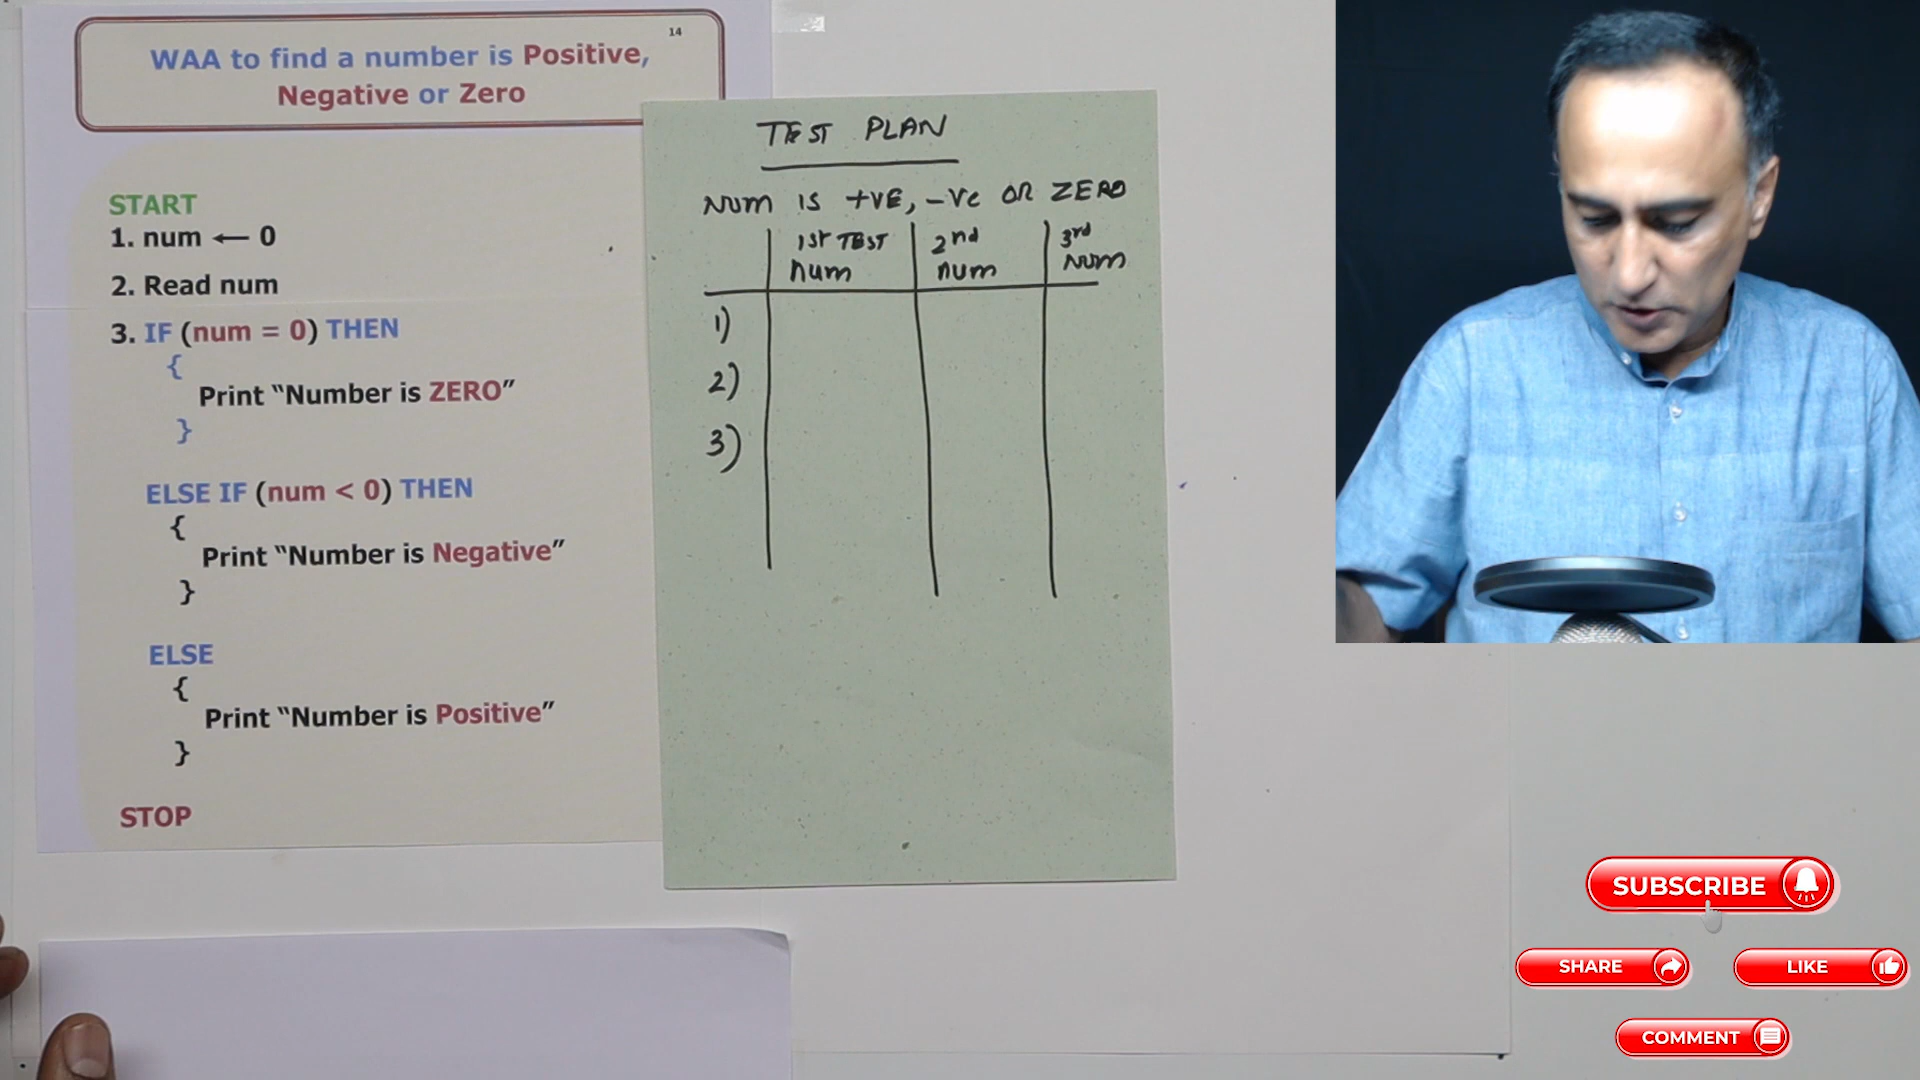 14
WAA to find a number is Positive,
Negative or Zero
START
1. num ← 0
2. Read num
3. IF (num = 0) THEN
{
Print “Number is ZERO”
}
ELSE IF (num < 0) THEN
{
Print “Number is Negative”
}
ELSE
{
Print “Number is Positive”
}
STOP
TEST PLAN
NUM IS +VE, -Ve OR ZERO
1st TEST num
2nd num
3rd NUM
1)
2)
3)
SUBSCRIBE
SHARE
LIKE
COMMENT